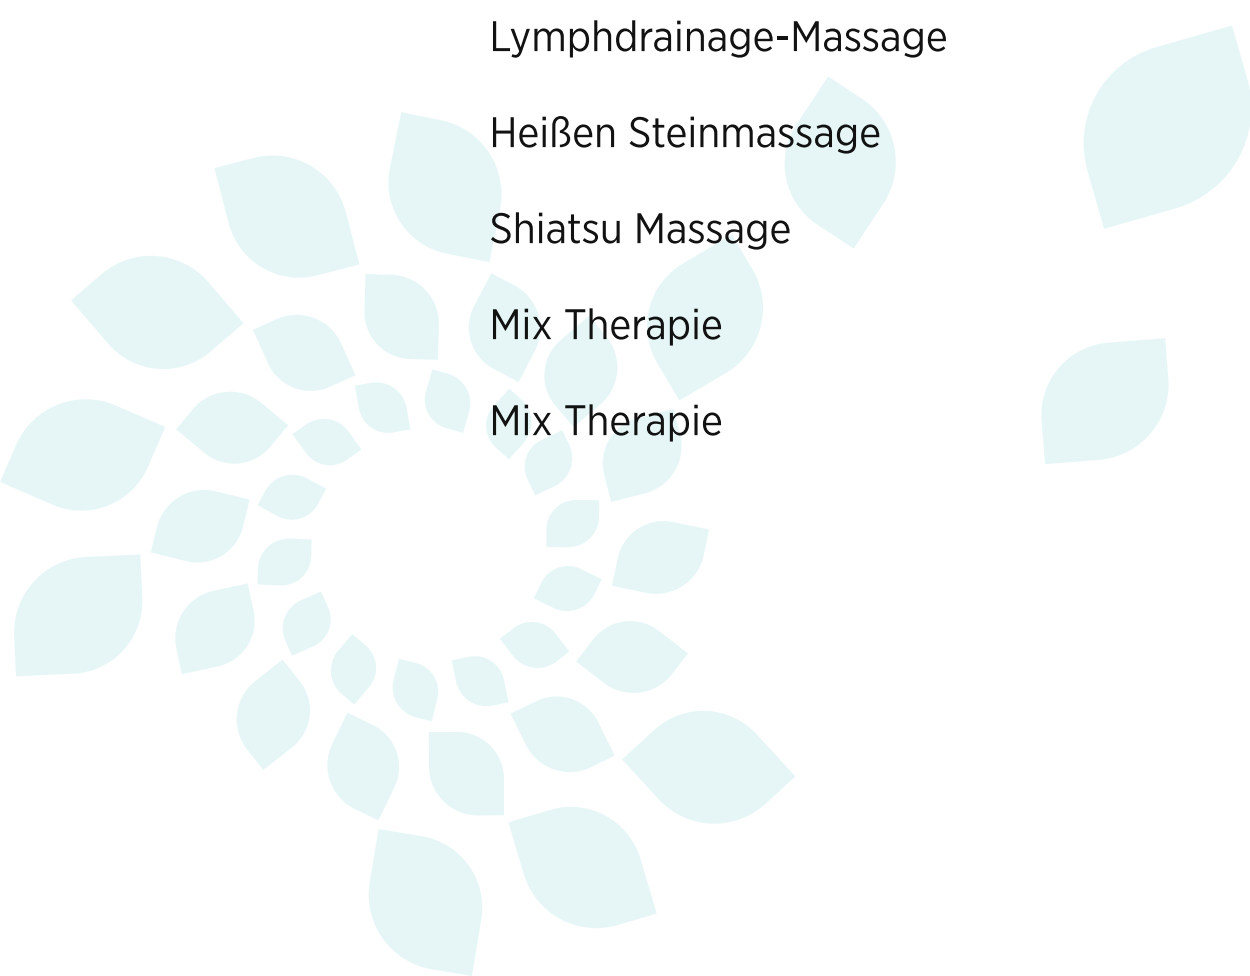 Lymphdrainage-Massage
Heißen Steinmassage
Shiatsu Massage
Mix Therapie
Mix Therapie